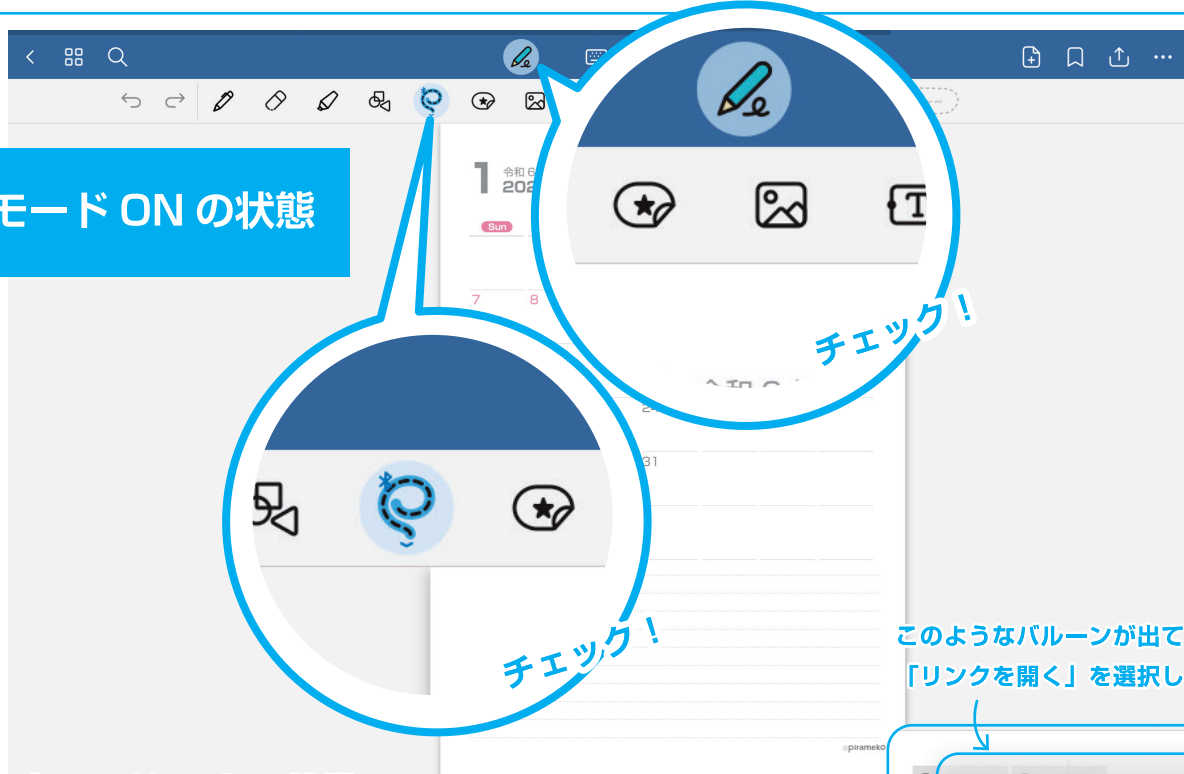 モード ON の状態
1
令和 6
202
Sun
7 8
T
チェック！
31
チェック！
このようなバルーンが出て
「リンクを開く」を選択し
@pirameko